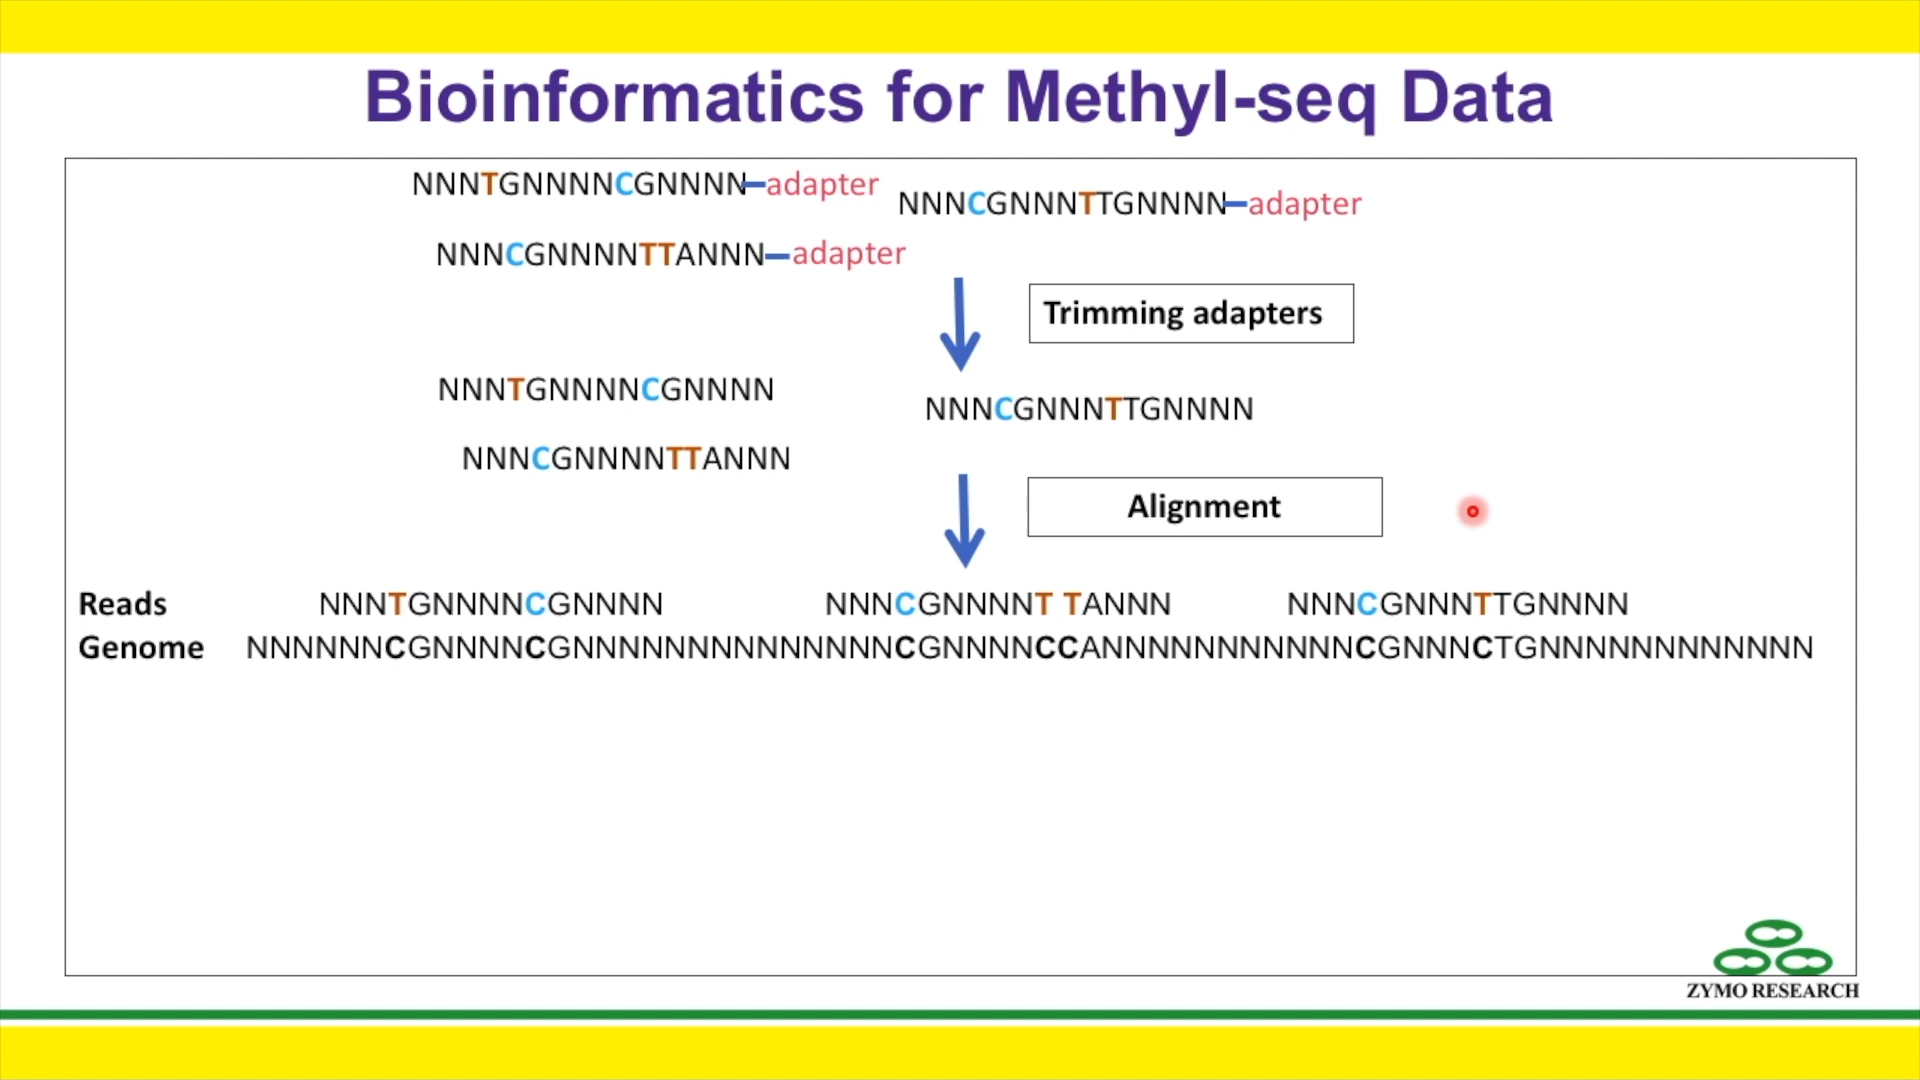 Bioinformatics for Methyl-seq Data
NNNTGNNNNCGNNNN adapter
NNNCGNNNTTGNNNN adapter
NNNCGNNNNTTANNN adapter
Trimming adapters
NNNTGNNNNCGNNNN
NNNCGNNNTTGNNNN
NNNCGNNNNTTANNN
Alignment
Reads NNNTGNNNNCGNNNN NNNCGNNNNT TANNN NNNCGNNNTTGNNNN
Genome NNNNNNCGNNNNCGNNNNNNNNNNNNNNCGNNNNCCANNNNNNNNNNNCGNNNCTGNNNNNNNNNNNN
ZYMO RESEARCH